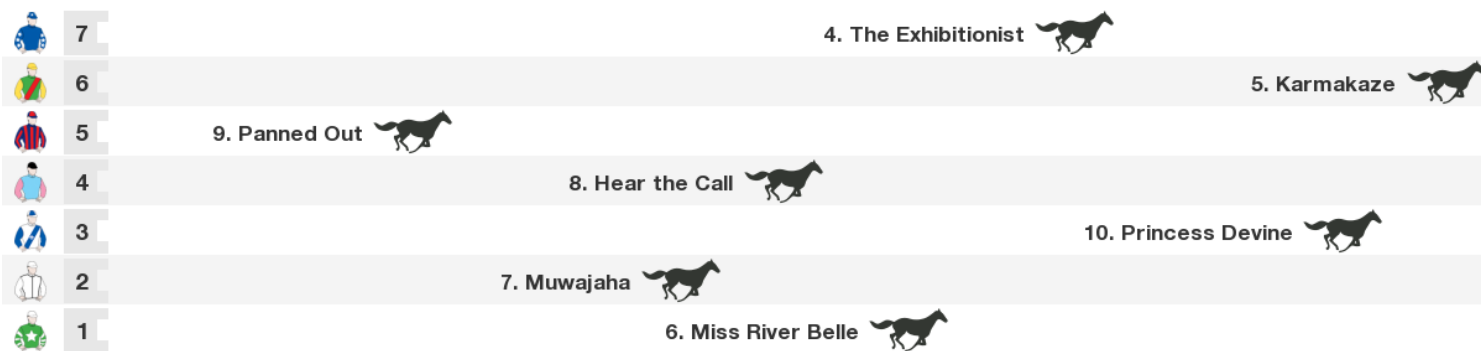 7 4. The Exhibitionist
6 5. Karmakaze
5 9. Panned Out
4 8. Hear the Call
3 10. Princess Devine
2 7. Muwajaha
1 6. Miss River Belle